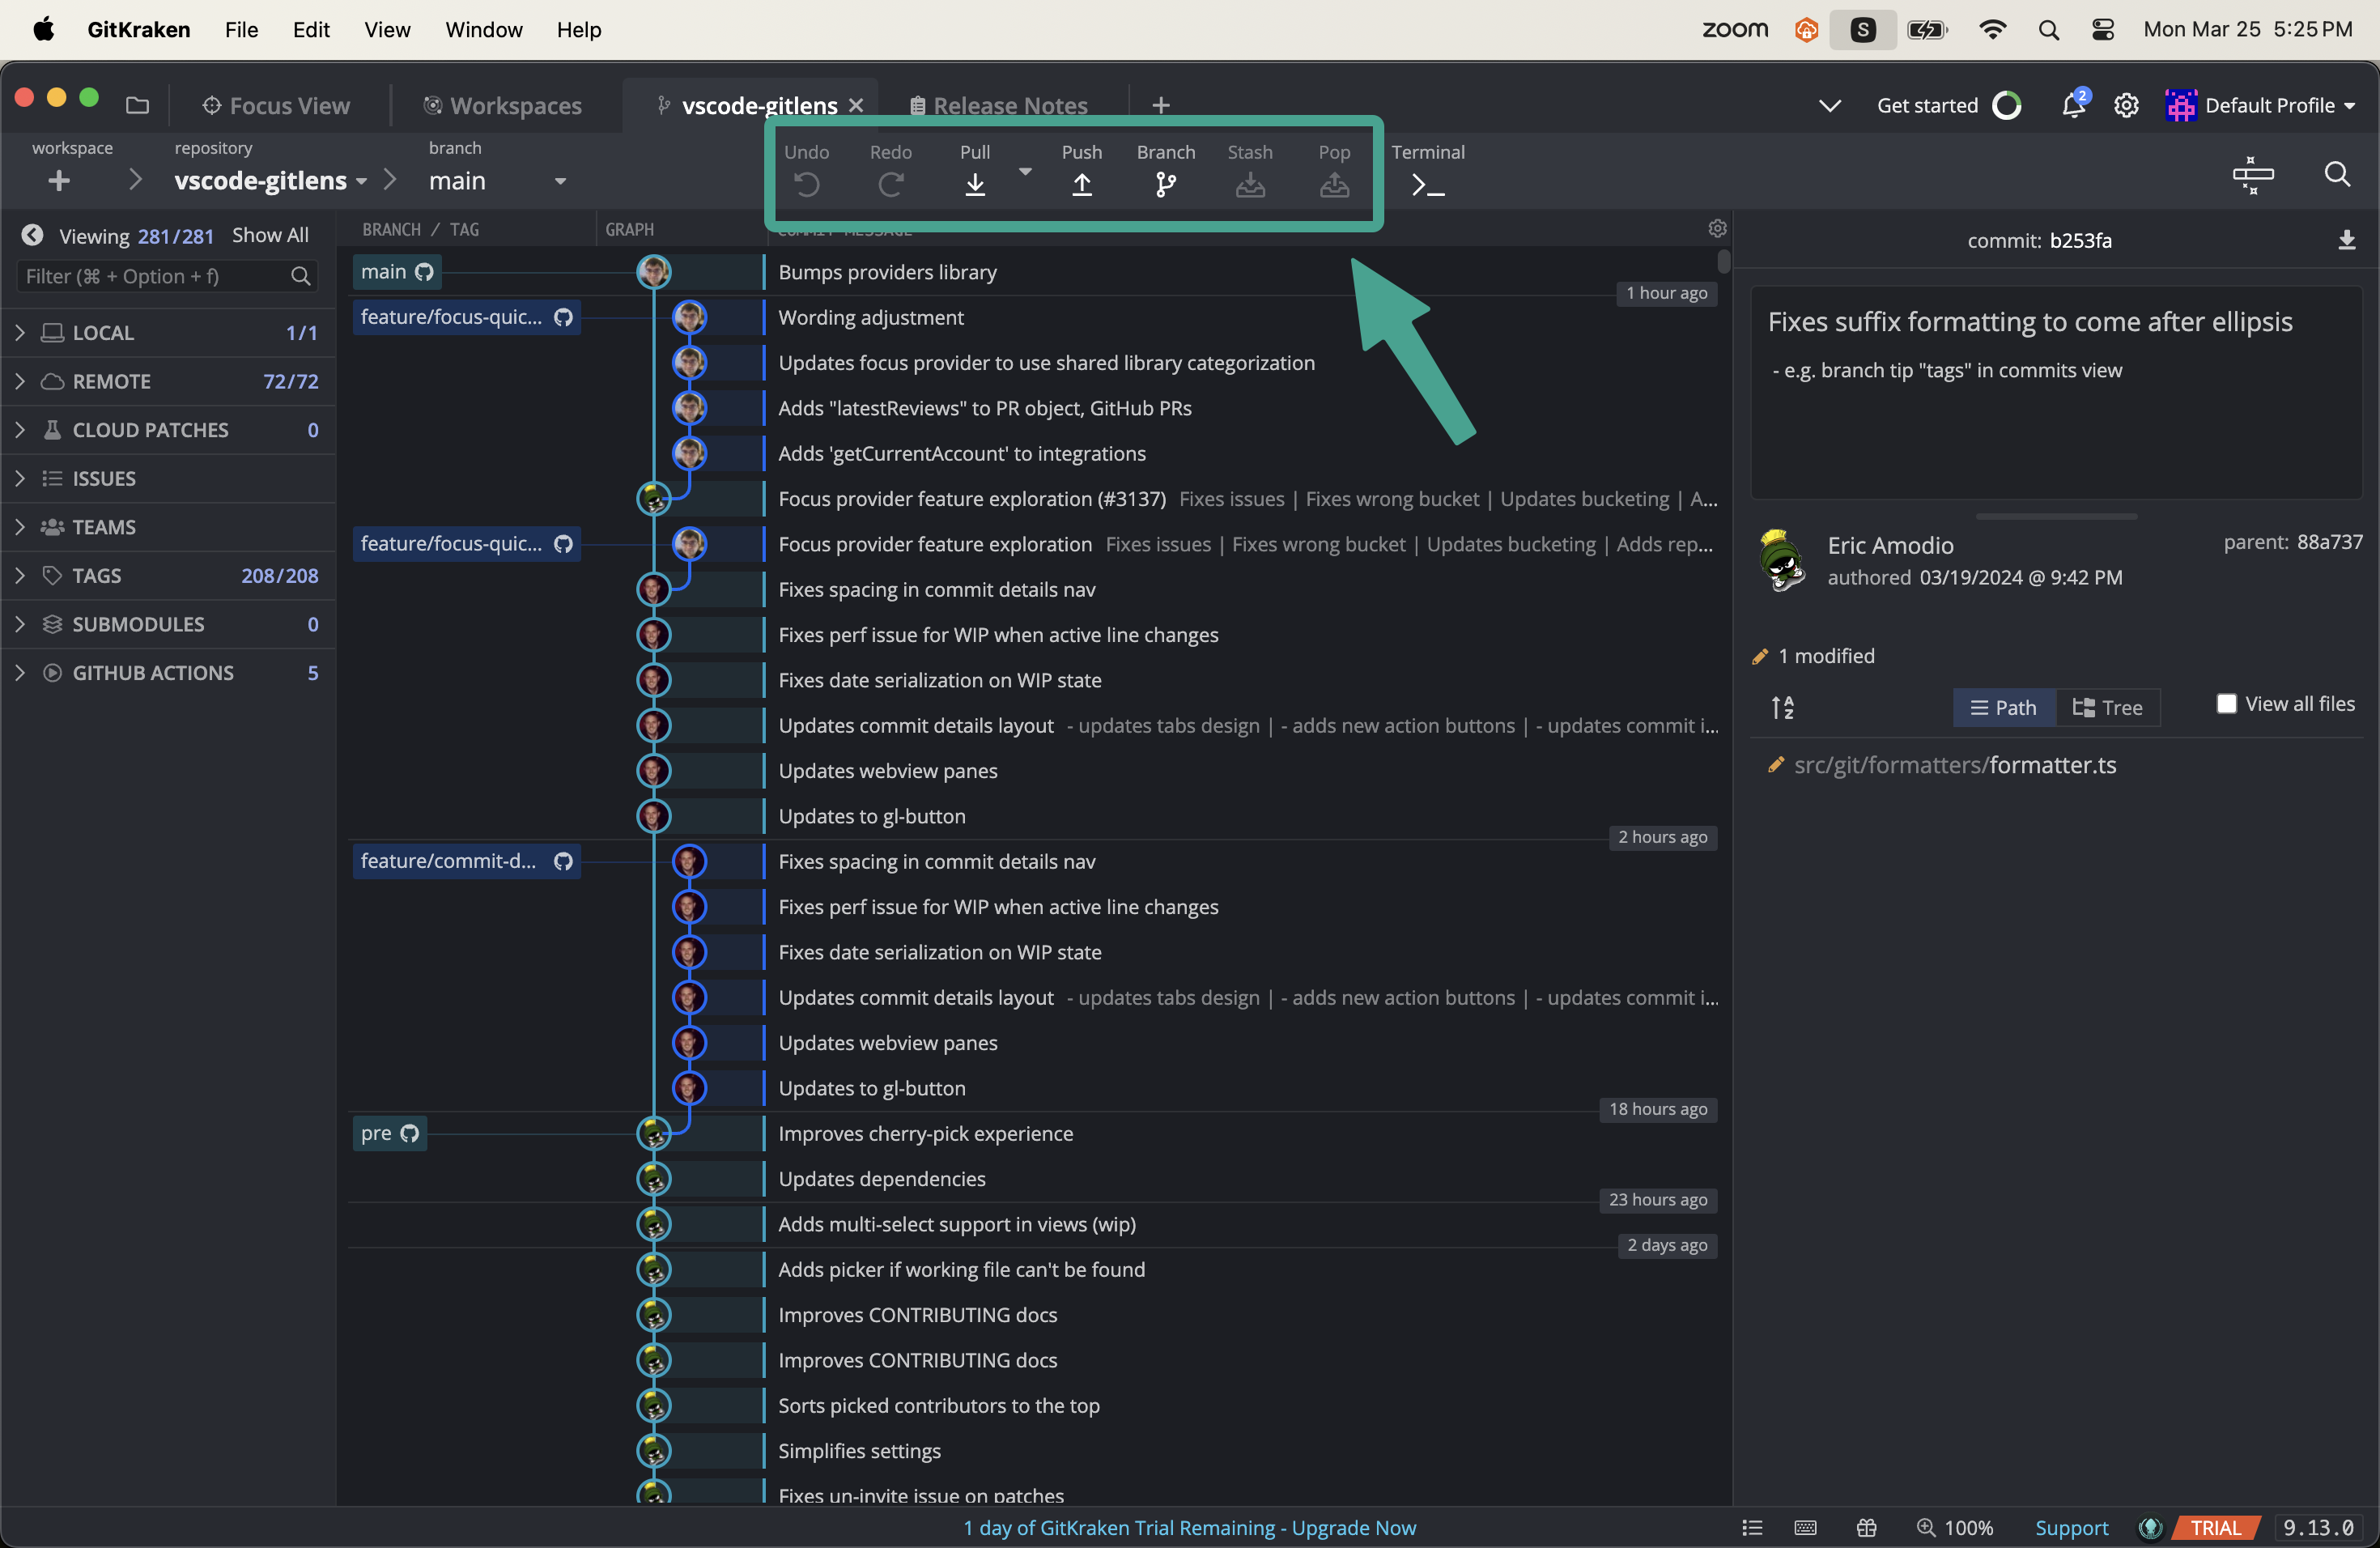 GitKraken File Edit View Window Help
zoom S Mon Mar 25 5:25 PM
Focus View Workspaces vscode-gitlens Release Notes + Get started 2 Default Profile
workspace repository branch
+ vscode-gitlens main
Undo Redo Pull Push Branch Stash Pop Terminal
Viewing 281/281 Show All
Filter (⌘ + Option + f)
LOCAL 1/1
REMOTE 72/72
CLOUD PATCHES 0
ISSUES
TEAMS
TAGS 208/208
SUBMODULES 0
GITHUB ACTIONS 5
BRANCH / TAG GRAPH COMMIT MESSAGE
main Bumps providers library
1 hour ago
feature/focus-quic... Wording adjustment
Updates focus provider to use shared library categorization
Adds "latestReviews" to PR object, GitHub PRs
Adds 'getCurrentAccount' to integrations
Focus provider feature exploration (#3137) Fixes issues | Fixes wrong bucket | Updates bucketing | A...
feature/focus-quic... Focus provider feature exploration Fixes issues | Fixes wrong bucket | Updates bucketing | Adds rep...
Fixes spacing in commit details nav
Fixes perf issue for WIP when active line changes
Fixes date serialization on WIP state
Updates commit details layout - updates tabs design | - adds new action buttons | - updates commit i...
Updates webview panes
Updates to gl-button
2 hours ago
feature/commit-d... Fixes spacing in commit details nav
Fixes perf issue for WIP when active line changes
Fixes date serialization on WIP state
Updates commit details layout - updates tabs design | - adds new action buttons | - updates commit i...
Updates webview panes
Updates to gl-button
18 hours ago
pre Improves cherry-pick experience
Updates dependencies
23 hours ago
Adds multi-select support in views (wip)
2 days ago
Adds picker if working file can't be found
Improves CONTRIBUTING docs
Improves CONTRIBUTING docs
Sorts picked contributors to the top
Simplifies settings
Fixes un-invite issue on patches
commit: b253fa
Fixes suffix formatting to come after ellipsis
- e.g. branch tip "tags" in commits view
Eric Amodio parent: 88a737
authored 03/19/2024 @ 9:42 PM
1 modified
A Z Path Tree View all files
src/git/formatters/formatter.ts
1 day of GitKraken Trial Remaining - Upgrade Now 100% Support TRIAL 9.13.0